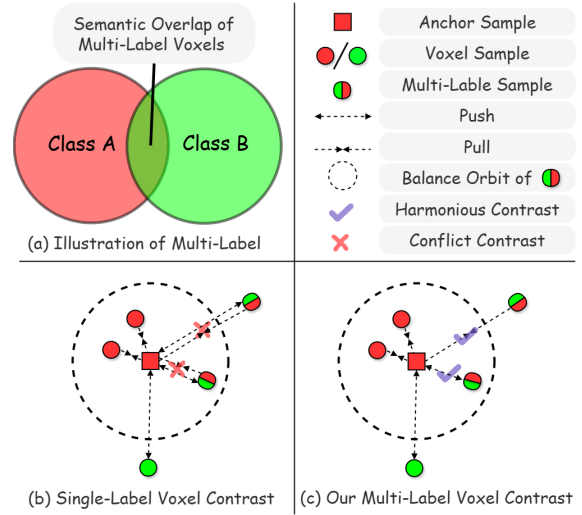 Semantic Overlap of
Multi-Label Voxels
Class A
Class B
(a) Illustration of Multi-Label
Anchor Sample
Voxel Sample
Multi-Lable Sample
Push
Pull
Balance Orbit of
Harmonious Contrast
Conflict Contrast
(b) Single-Label Voxel Contrast
(c) Our Multi-Label Voxel Contrast